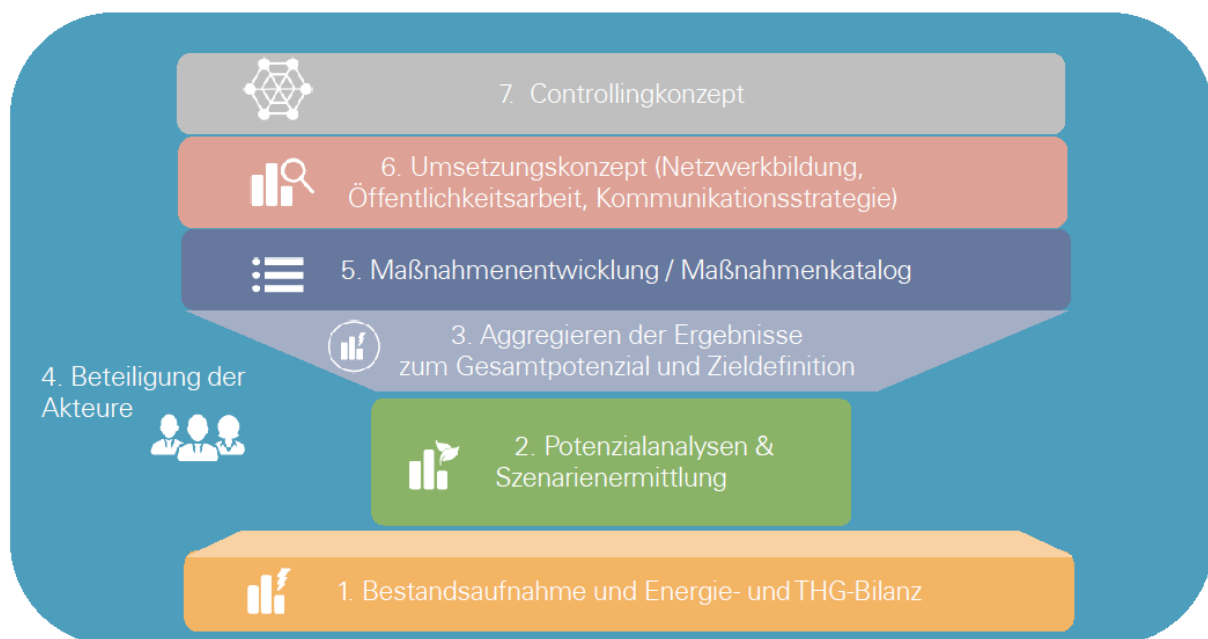 7. Controllingkonzept
6. Umsetzungskonzept (Netzwerkbildung,
Öffentlichkeitsarbeit, Kommunikationsstrategie)
5. Maßnahmenentwicklung / Maßnahmenkatalog
3. Aggregieren der Ergebnisse
zum Gesamtpotenzial und Zieldefinition
4. Beteiligung der
Akteure
2. Potenzialanalysen &
Szenarienermittlung
1. Bestandsaufnahme und Energie- und THG-Bilanz